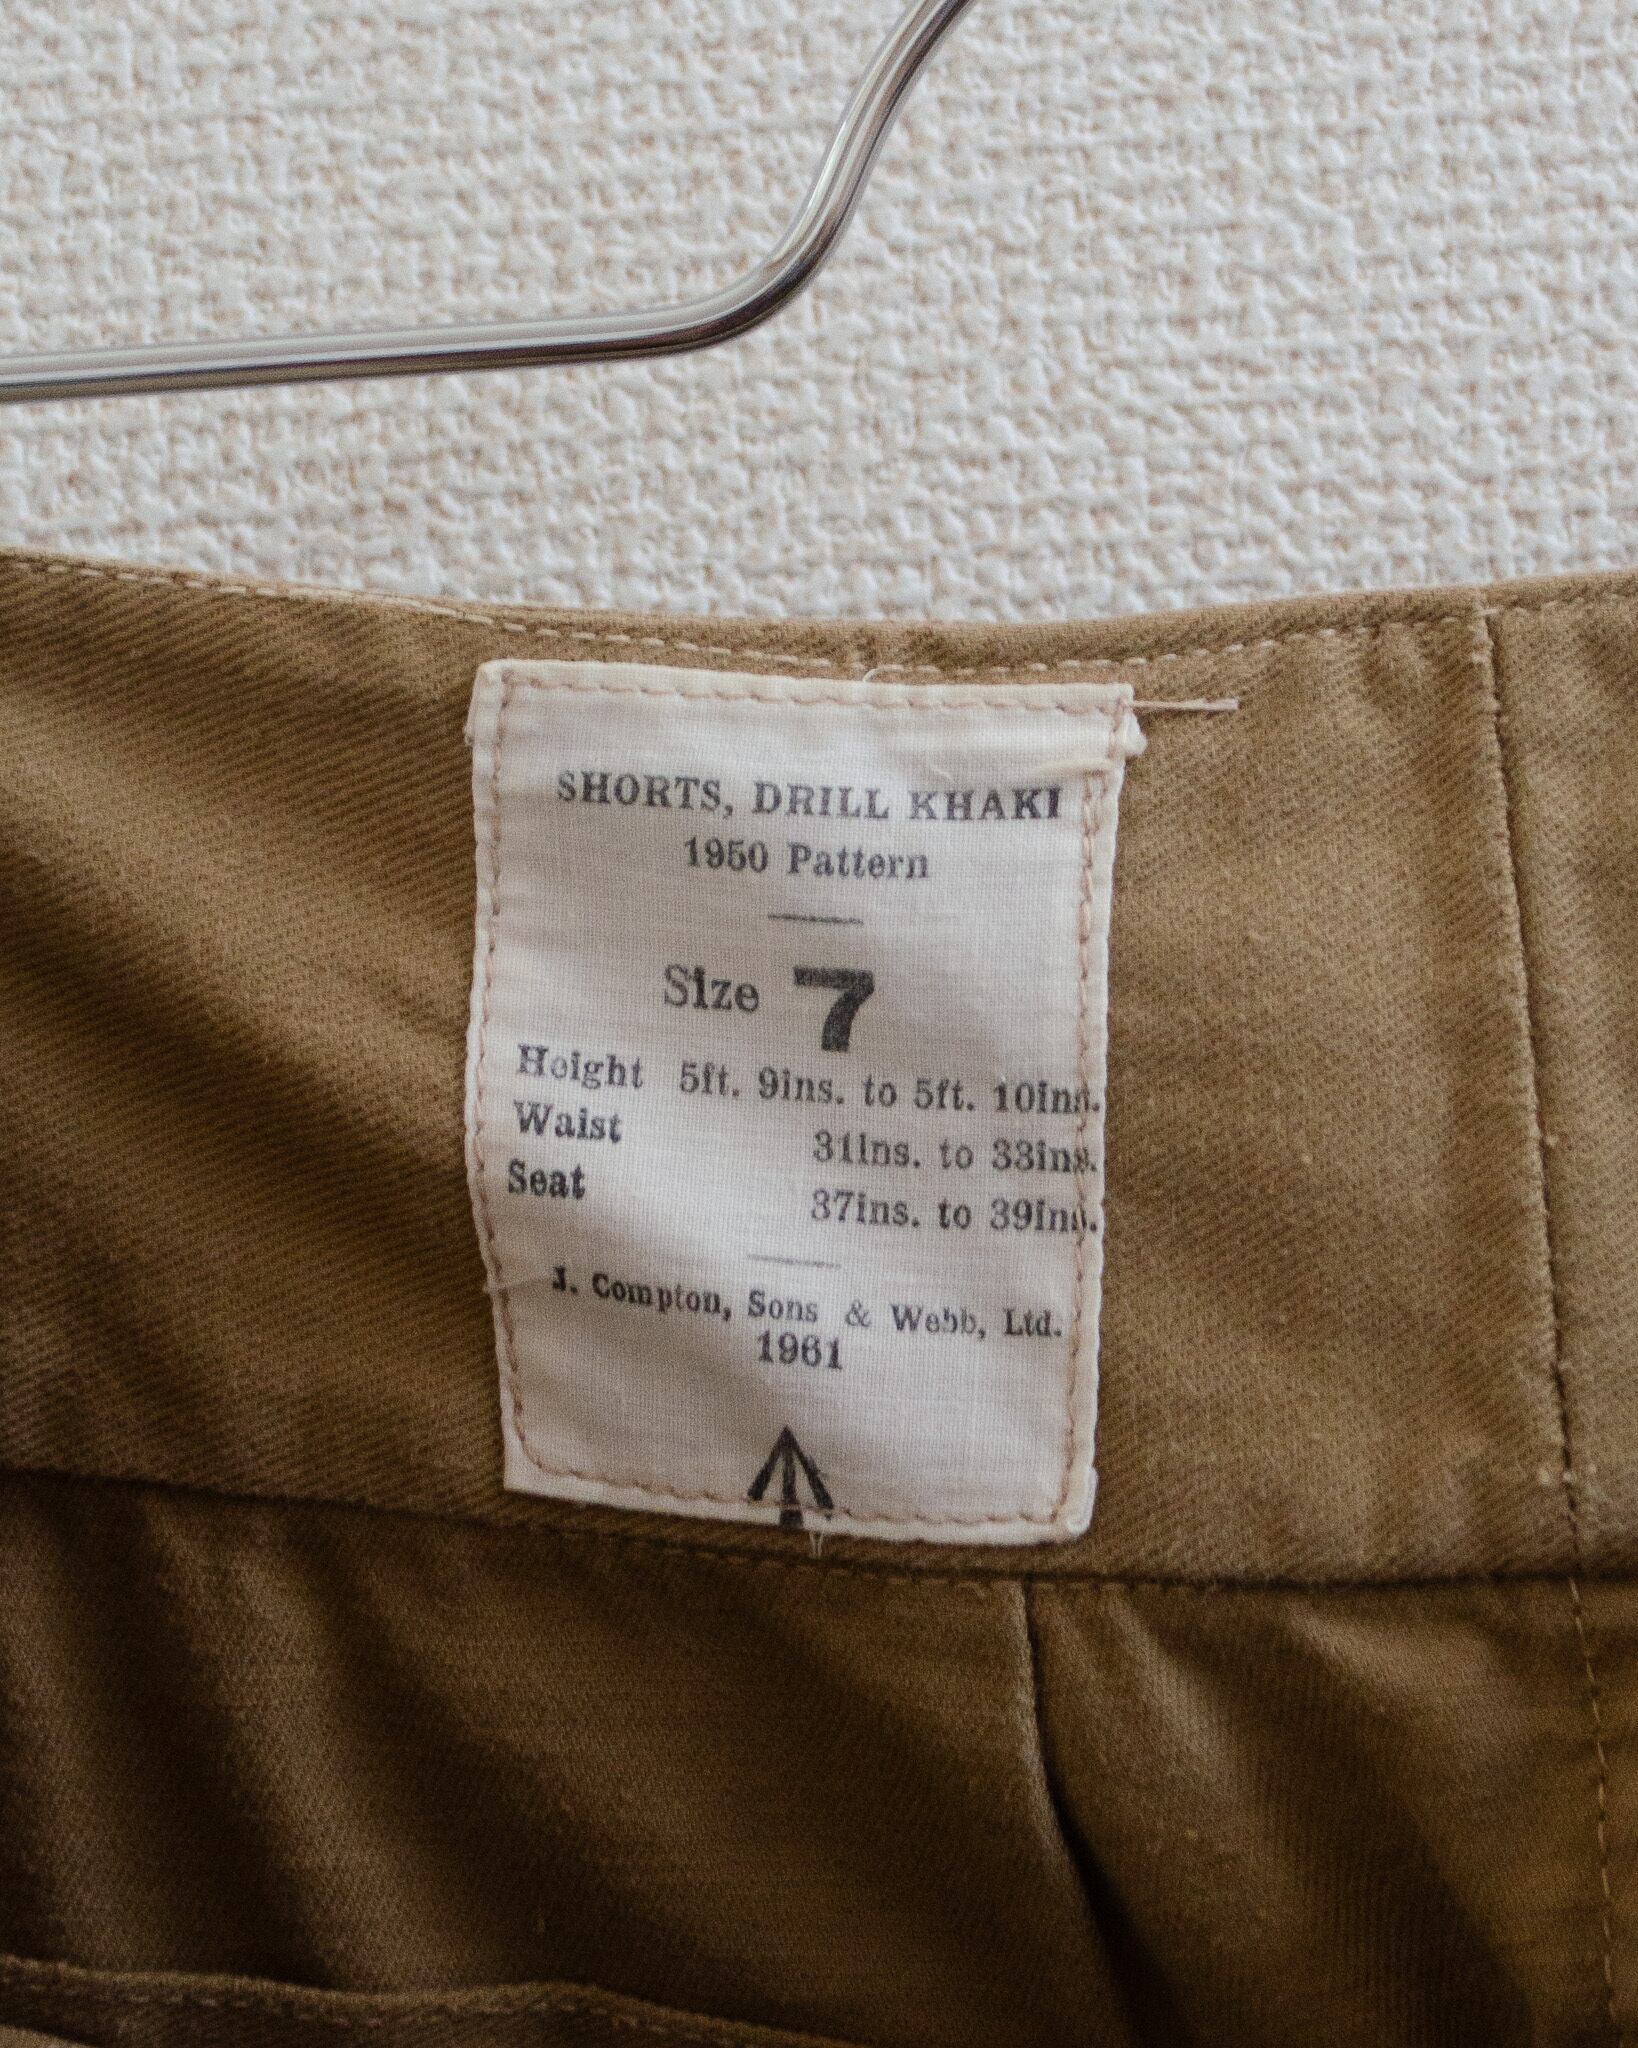 SHORTS, DRILL KHAKI
1950 Pattern
Size 7
Height 5ft. 9ins. to 5ft. 10ins.
Waist 31ins. to 33ins.
Seat 37ins. to 39ins.
J. Compton, Sons & Webb, Ltd.
1961